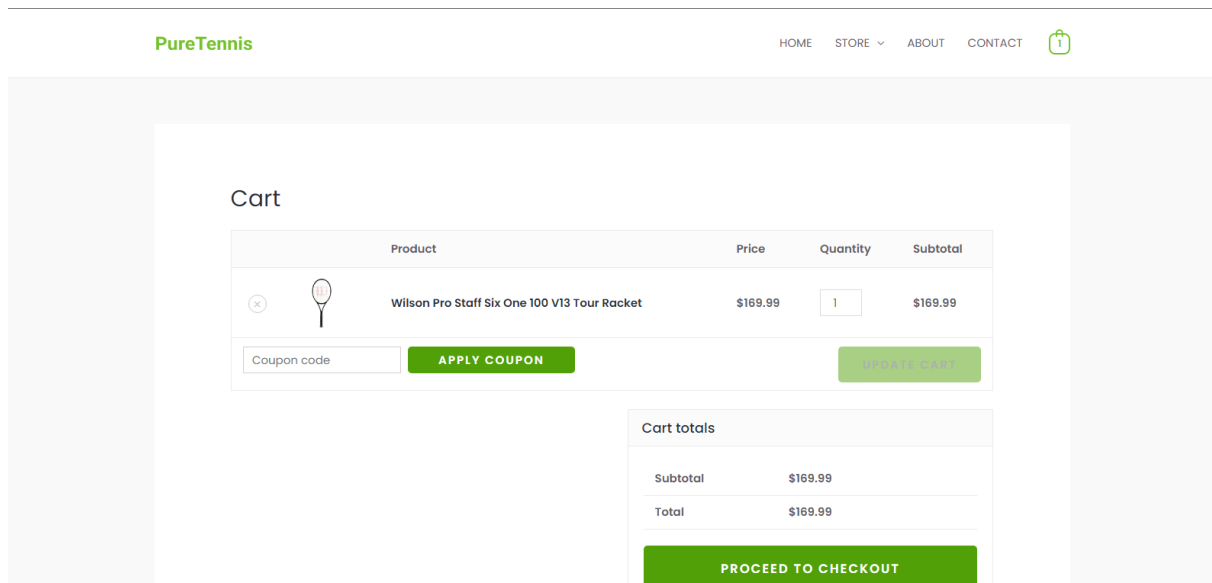 PureTennis
HOME STORE ABOUT CONTACT 1
Cart
Product Price Quantity Subtotal
Wilson Pro Staff Six One 100 V13 Tour Racket $169.99 1 $169.99
Coupon code APPLY COUPON UPDATE CART
Cart totals
Subtotal $169.99
Total $169.99
PROCEED TO CHECKOUT